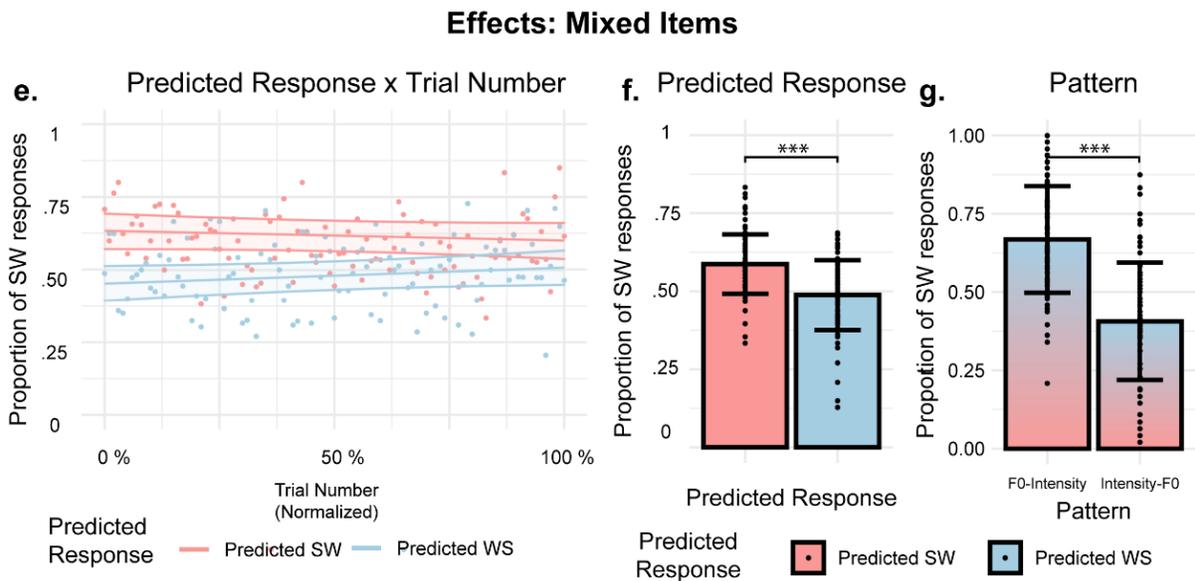 Effects: Mixed Items
e.
Predicted Response x Trial Number
Proportion of SW responses
1
.75
.50
.25
0
0 %
50 %
100 %
Trial Number
(Normalized)
Predicted
Response
Predicted SW
Predicted WS
f.
Predicted Response
Proportion of SW responses
1
.75
.50
.25
0
***
Predicted Response
g.
Pattern
Propotion of SW responses
1.00
0.75
0.50
0.25
0.00
***
F0-Intensity
Intensity-F0
Pattern
Predicted
Response
Predicted SW
Predicted WS